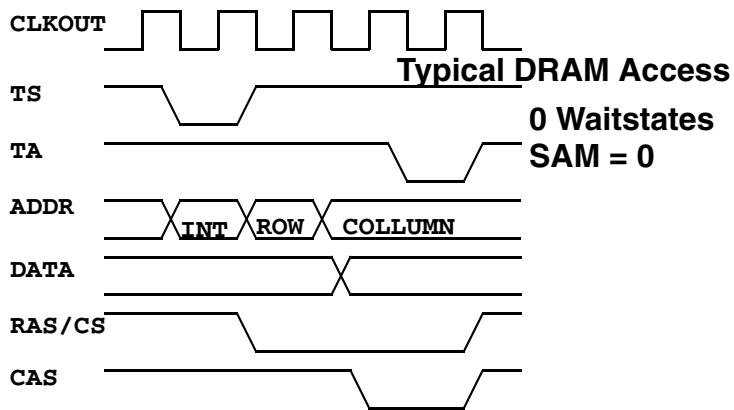 CLKOUT
Typical DRAM Access
TS
0 Waitstates
TA
SAM = 0
ADDR
INT ROW COLLUMN
DATA
RAS/CS
CAS